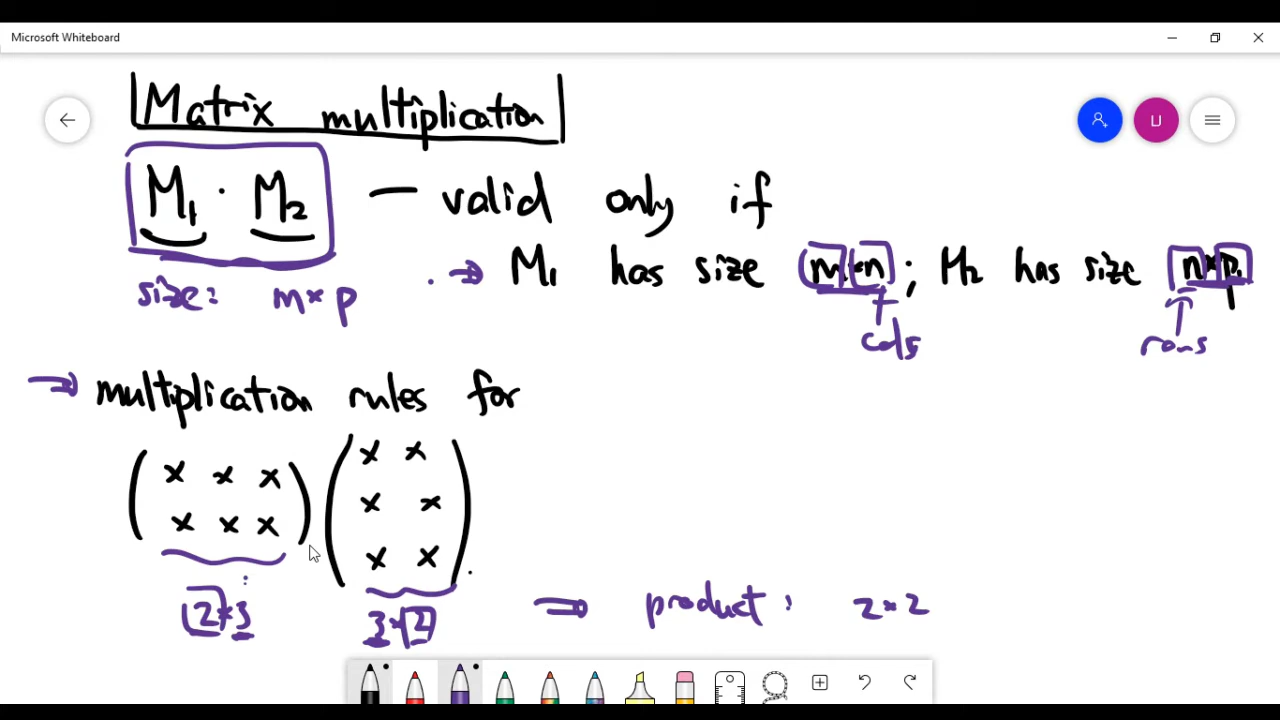 Microsoft Whiteboard
Matrix multiplication
M₁ · M₂ — valid only if
→ M₁ has size m×n ; M₂ has size n×p
size: m×p
cols rows
U
→ multiplication rules for
( x x x ) ( x x )
( x x x ) ( x x )
( x x )
2×3 3×2 ⇒ product: 2×2